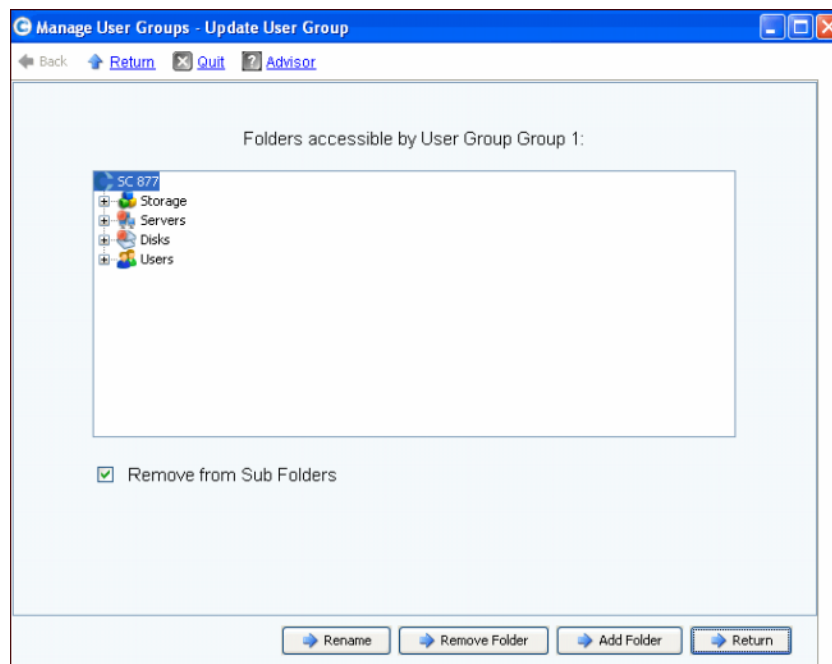 Manage User Groups - Update User Group
Back Return Quit Advisor
Folders accessible by User Group Group 1:
SC 877
Storage
Servers
Disks
Users
Remove from Sub Folders
Rename Remove Folder Add Folder Return